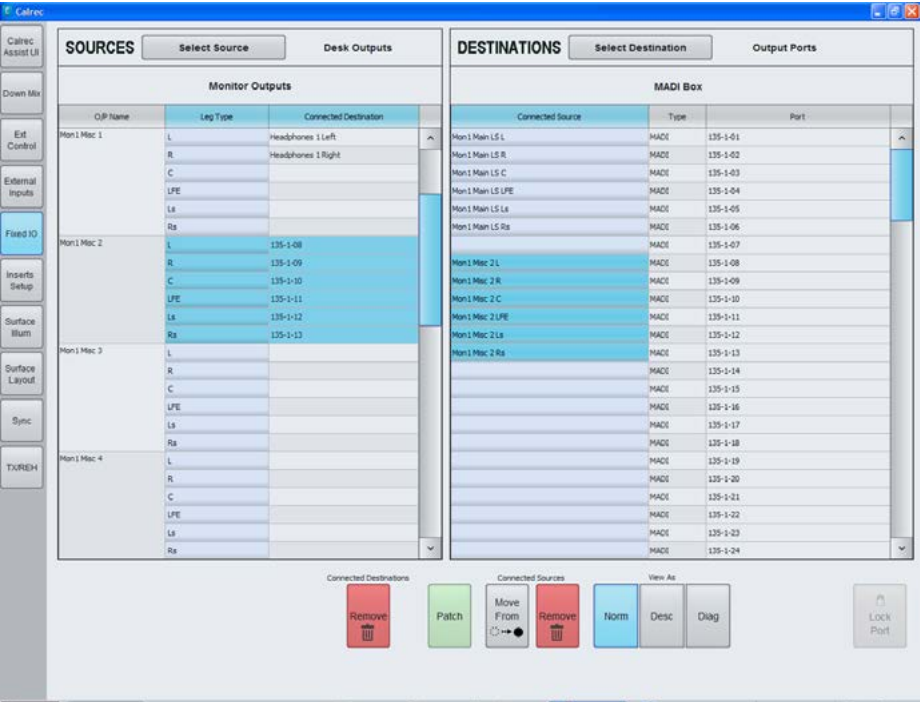 Calrec
Calrec
Assist UI
Down Mix
Ext
Control
External
Inputs
Fixed IO
Inserts
Setup
Surface
Illum
Surface
Layout
Sync
TX/REH
SOURCES Select Source Desk Outputs
Monitor Outputs
O/P Name Leg Type Connected Destination
Mon1 Misc 1 L Headphones 1 Left
R Headphones 1 Right
C
LFE
Ls
Rs
Mon1 Misc 2 L 135-1-08
R 135-1-09
C 135-1-10
LFE 135-1-11
Ls 135-1-12
Rs 135-1-13
Mon1 Misc 3 L
R
C
LFE
Ls
Rs
Mon1 Misc 4 L
R
C
LFE
Ls
Rs
DESTINATIONS Select Destination Output Ports
MADI Box
Connected Source Type Port
Mon1 Main LS L MADI 135-1-01
Mon1 Main LS R MADI 135-1-02
Mon1 Main LS C MADI 135-1-03
Mon1 Main LS LFE MADI 135-1-04
Mon1 Main LS Ls MADI 135-1-05
Mon1 Main LS Rs MADI 135-1-06
MADI 135-1-07
Mon1 Misc 2 L MADI 135-1-08
Mon1 Misc 2 R MADI 135-1-09
Mon1 Misc 2 C MADI 135-1-10
Mon1 Misc 2 LFE MADI 135-1-11
Mon1 Misc 2 Ls MADI 135-1-12
Mon1 Misc 2 Rs MADI 135-1-13
MADI 135-1-14
MADI 135-1-15
MADI 135-1-16
MADI 135-1-17
MADI 135-1-18
MADI 135-1-19
MADI 135-1-20
MADI 135-1-21
MADI 135-1-22
MADI 135-1-23
MADI 135-1-24
Connected Destinations
Remove
Patch
Connected Sources
Move
From
Remove
View As
Norm Desc Diag
Lock
Port